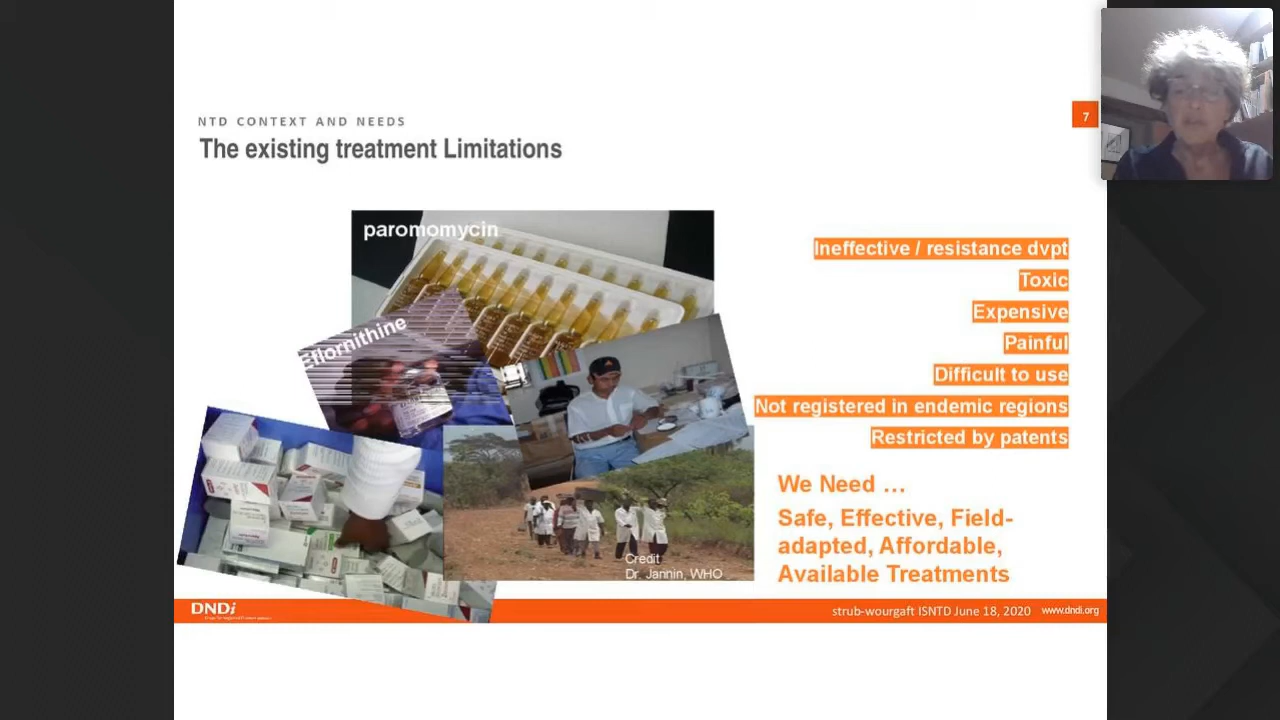 NTD CONTEXT AND NEEDS
The existing treatment Limitations
7
paromomycin
Eflornithine
Ineffective / resistance dvpt
Toxic
Expensive
Painful
Difficult to use
Not registered in endemic regions
Restricted by patents
We Need …
Safe, Effective, Field-
adapted, Affordable,
Available Treatments
Credit
Dr. Jannin, WHO
DNDi
strub-wourgaft ISNTD June 18, 2020
www.dndi.org